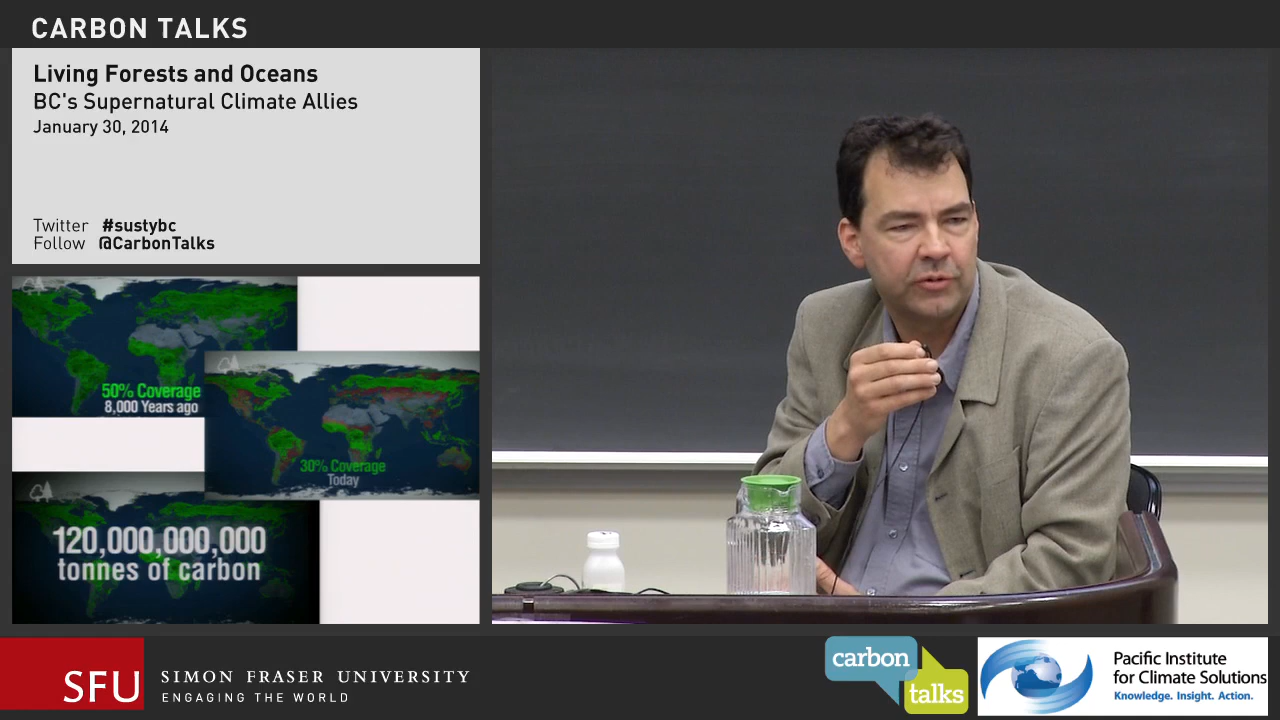 CARBON TALKS
Living Forests and Oceans
BC's Supernatural Climate Allies
January 30, 2014
Twitter #sustybc
Follow @CarbonTalks
50% Coverage
8,000 Years ago
30% Coverage
Today
120,000,000,000
tonnes of carbon
SFU
SIMON FRASER UNIVERSITY
ENGAGING THE WORLD
carbon
talks
Pacific Institute
for Climate Solutions
Knowledge. Insight. Action.